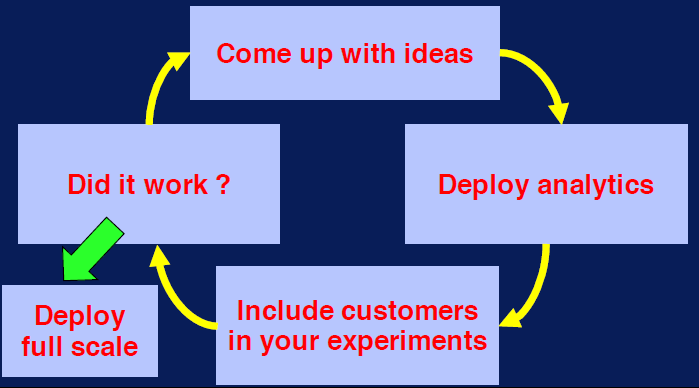 Come up with ideas
Did it work ?
Deploy analytics
Include customers
in your experiments
Deploy
full scale